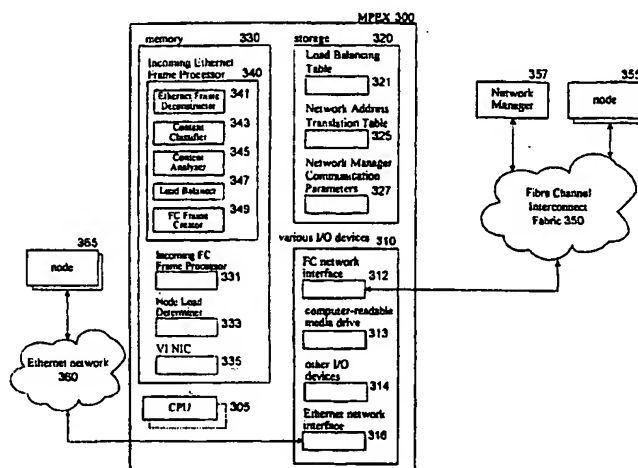 MPEX 300
memory 330
Incoming Ethernet
Frame Processor 340
Ethernet Frame
Deconstructor
341
Content
Classifier
343
Content
Analyzer
345
Load Balancer
347
FC Frame
Creator
349
Incoming FC
Frame Processor
331
Node Load
Determiner
333
VI NIC
335
CPU
305
storage 320
Load Balancing
Table
321
Network Address
Translation Table
325
Network Manager
Communication
Parameters
327
various I/O devices 310
FC network
interface 312
computer-readable
media drive
313
other I/O
devices
314
Ethernet network
interface
316
365
node
Ethernet network
360
357
Network
Manager
355
node
Fibre Channel
Interconnect
Fabric 350